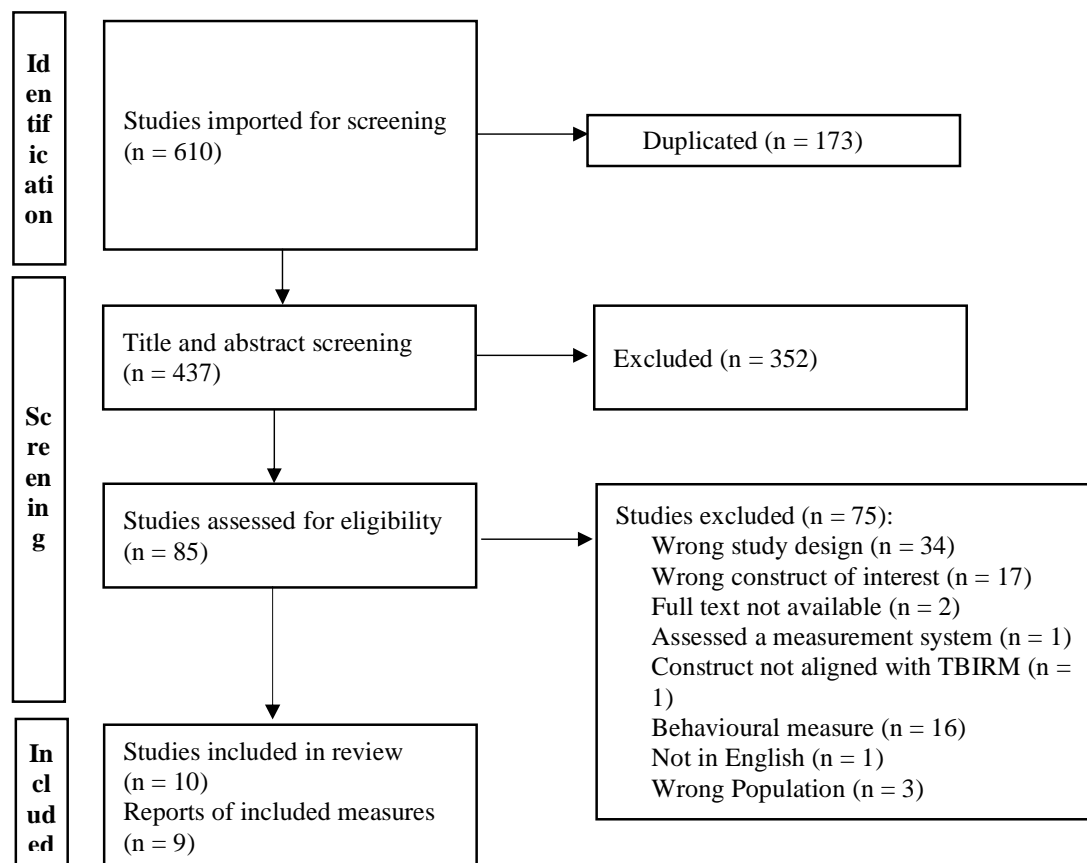 Id
en
tif
ic
ati
on
Studies imported for screening
(n = 610)
Duplicated (n = 173)
Sc
re
en
in
g
Title and abstract screening
(n = 437)
Excluded (n = 352)
Studies assessed for eligibility
(n = 85)
Studies excluded (n = 75):
Wrong study design (n = 34)
Wrong construct of interest (n = 17)
Full text not available (n = 2)
Assessed a measurement system (n = 1)
Construct not aligned with TBIRM (n =
1)
Behavioural measure (n = 16)
Not in English (n = 1)
Wrong Population (n = 3)
In
cl
ud
ed
Studies included in review
(n = 10)
Reports of included measures
(n = 9)